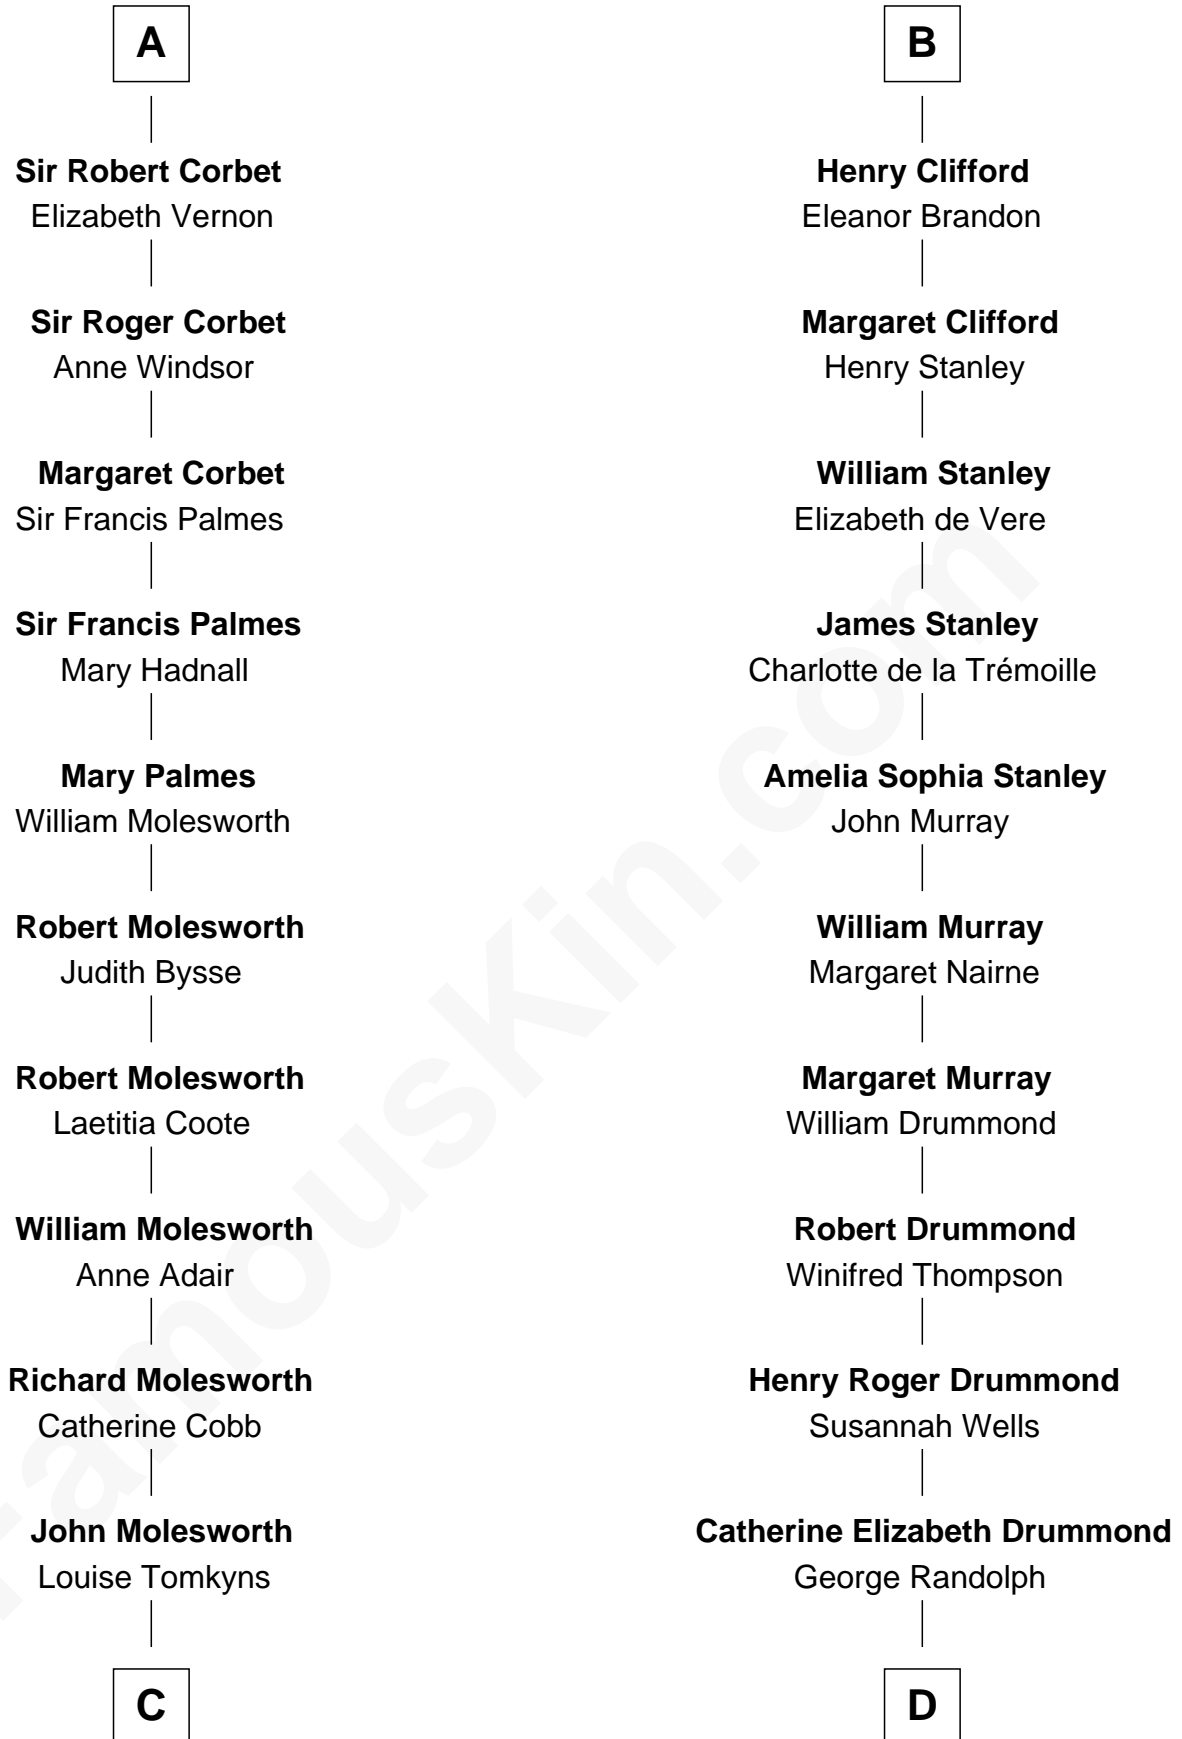 A
Sir Robert Corbet
Elizabeth Vernon
Sir Roger Corbet
Anne Windsor
Margaret Corbet
Sir Francis Palmes
Sir Francis Palmes
Mary Hadnall
Mary Palmes
William Molesworth
Robert Molesworth
Judith Bysse
Robert Molesworth
Laetitia Coote
William Molesworth
Anne Adair
Richard Molesworth
Catherine Cobb
John Molesworth
Louise Tomkyns
C
B
Henry Clifford
Eleanor Brandon
Margaret Clifford
Henry Stanley
William Stanley
Elizabeth de Vere
James Stanley
Charlotte de la Trémoille
Amelia Sophia Stanley
John Murray
William Murray
Margaret Nairne
Margaret Murray
William Drummond
Robert Drummond
Winifred Thompson
Henry Roger Drummond
Susannah Wells
Catherine Elizabeth Drummond
George Randolph
D
FamousKin.com